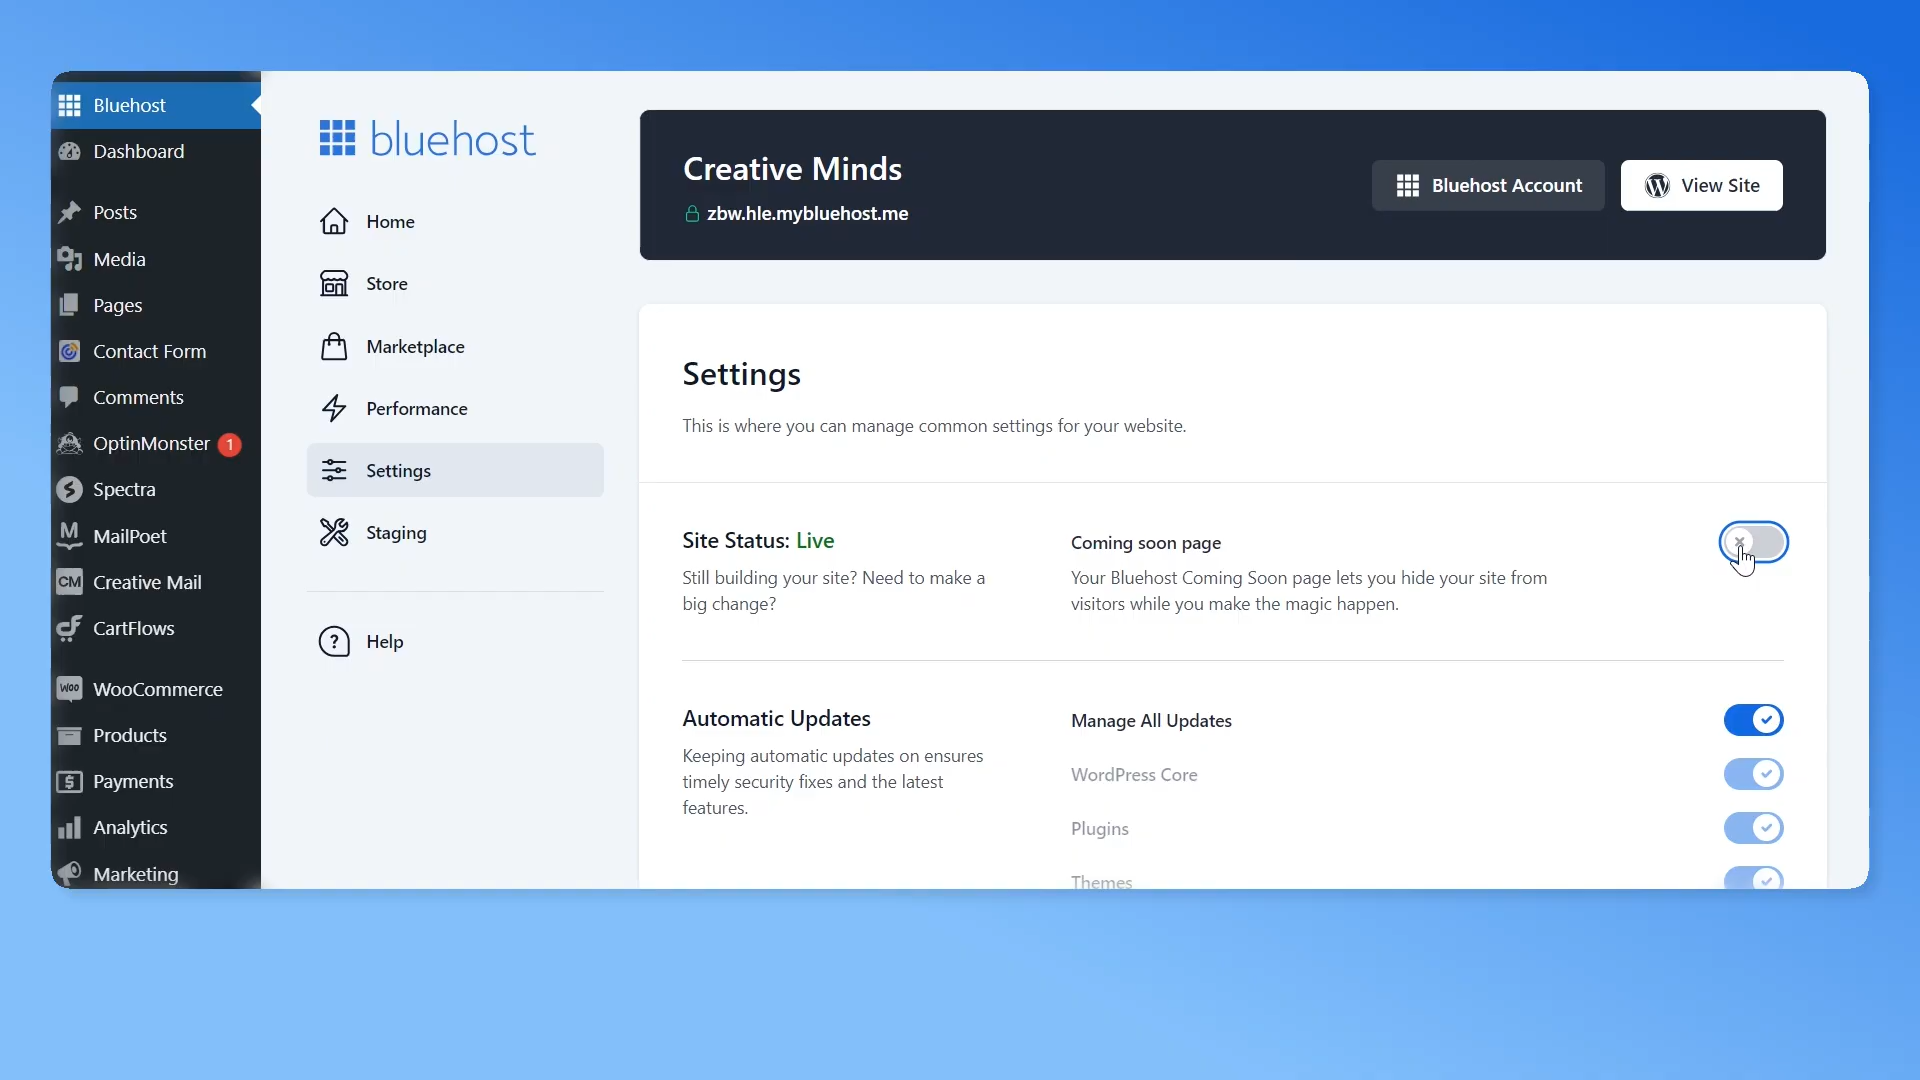 Bluehost
Dashboard
Posts
Media
Pages
Contact Form
Comments
OptinMonster 1
Spectra
MailPoet
Creative Mail
CartFlows
WooCommerce
Products
Payments
Analytics
Marketing
bluehost
Home
Store
Marketplace
Performance
Settings
Staging
Help
Creative Minds
zbw.hle.mybluehost.me
Bluehost Account
View Site
Settings
This is where you can manage common settings for your website.
Site Status: Live
Still building your site? Need to make a
big change?
Coming soon page
Your Bluehost Coming Soon page lets you hide your site from
visitors while you make the magic happen.
Automatic Updates
Keeping automatic updates on ensures
timely security fixes and the latest
features.
Manage All Updates
WordPress Core
Plugins
Themes